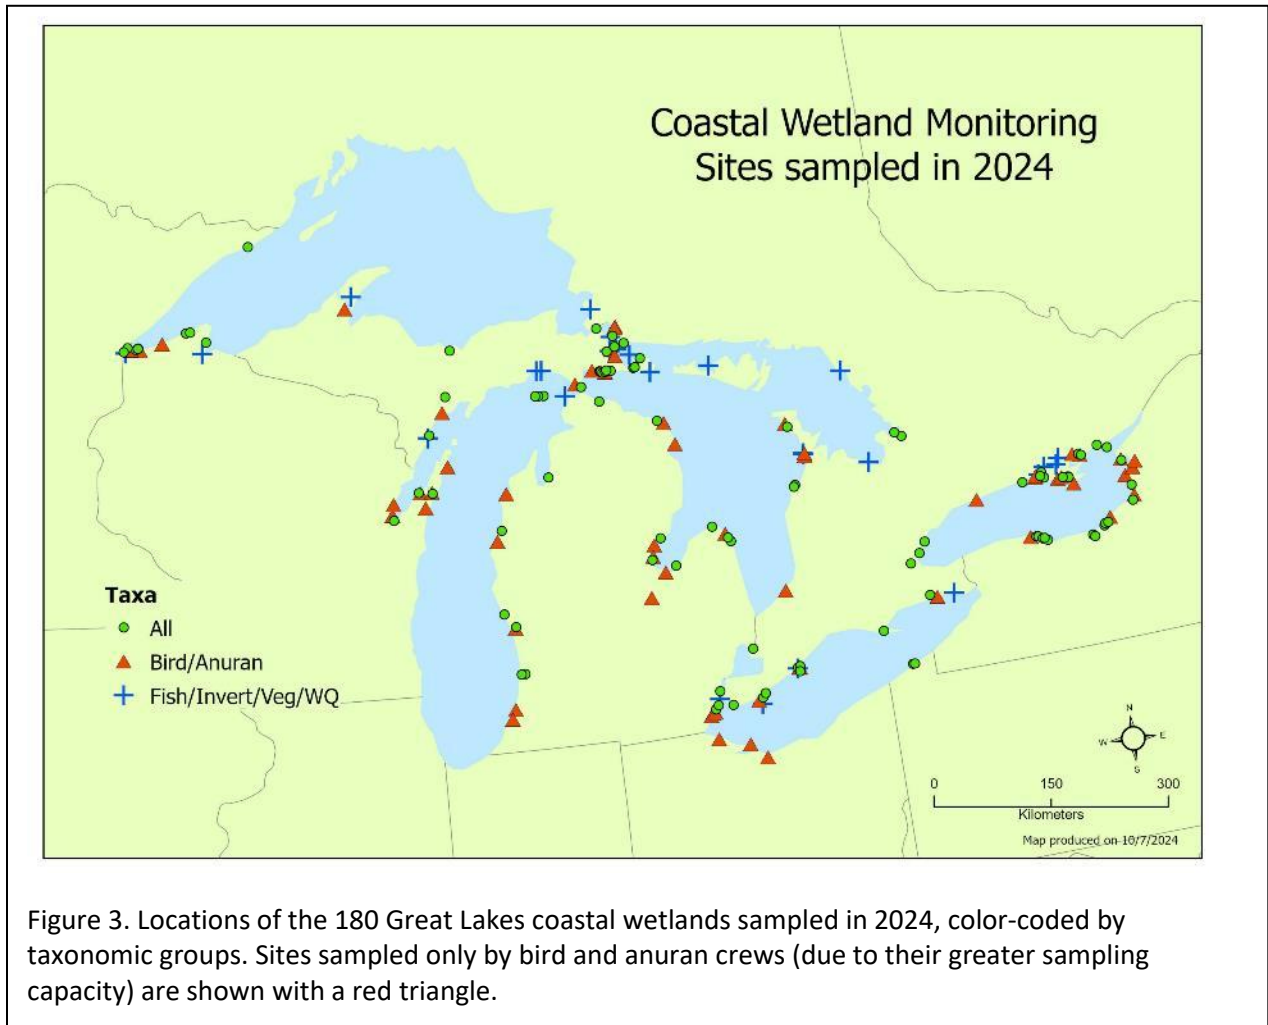 Coastal Wetland Monitoring
Sites sampled in 2024
Taxa
All
Bird/Anuran
Fish/Invert/Veg/WQ
N
W
E
S
0 150 300
Kilometers
Map produced on 10/7/2024
Figure 3. Locations of the 180 Great Lakes coastal wetlands sampled in 2024, color-coded by
taxonomic groups. Sites sampled only by bird and anuran crews (due to their greater sampling
capacity) are shown with a red triangle.